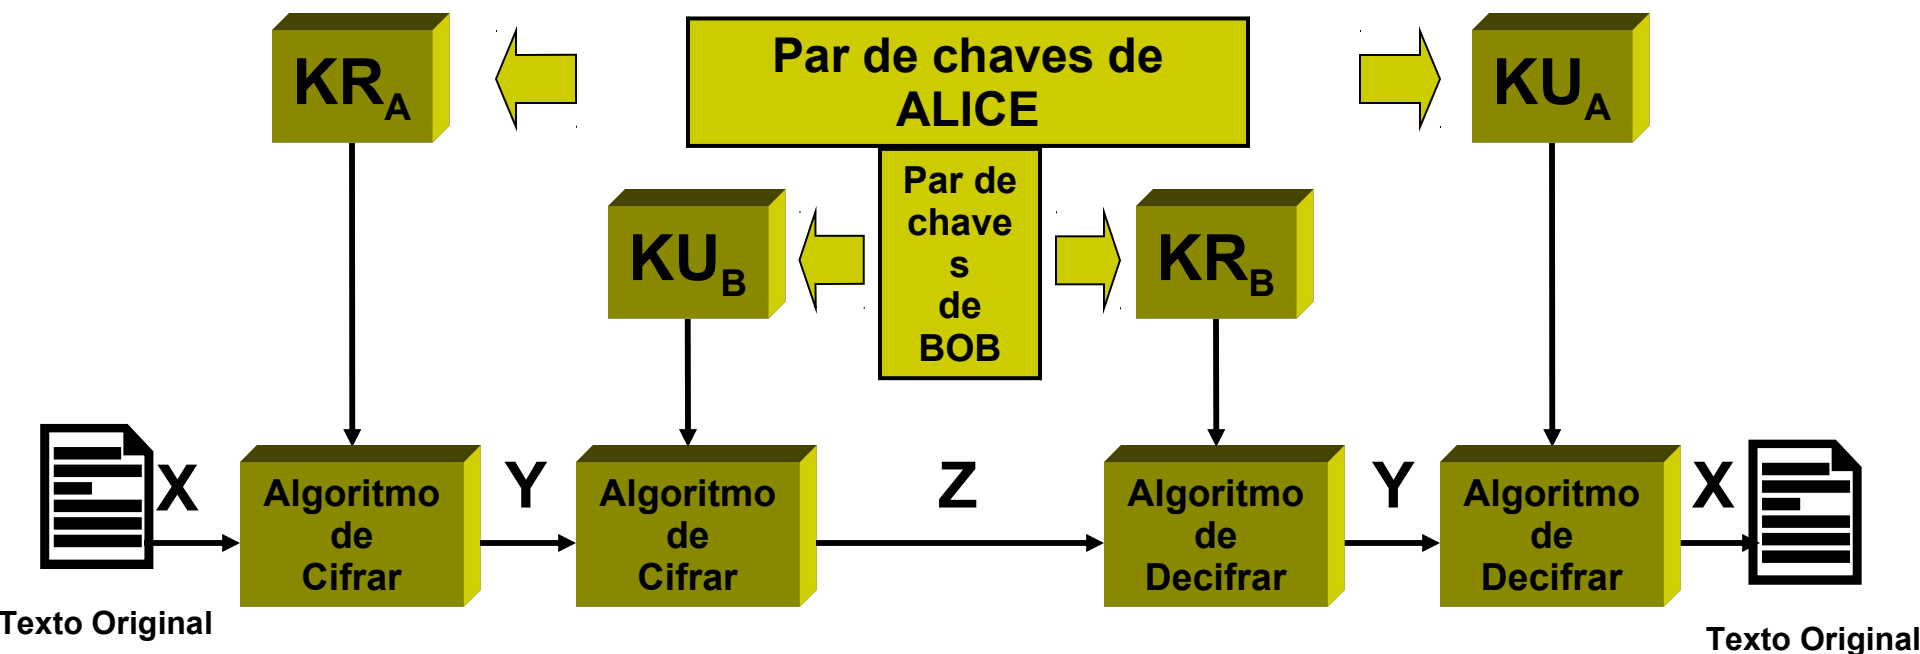 KRA
Par de chaves de
ALICE
KUA
KUB
Par de
chave
s
de
BOB
KRB
X
Algoritmo
de
Cifrar
Y
Algoritmo
de
Cifrar
Z
Algoritmo
de
Decifrar
Y
Algoritmo
de
Decifrar
X
Texto Original
Texto Original